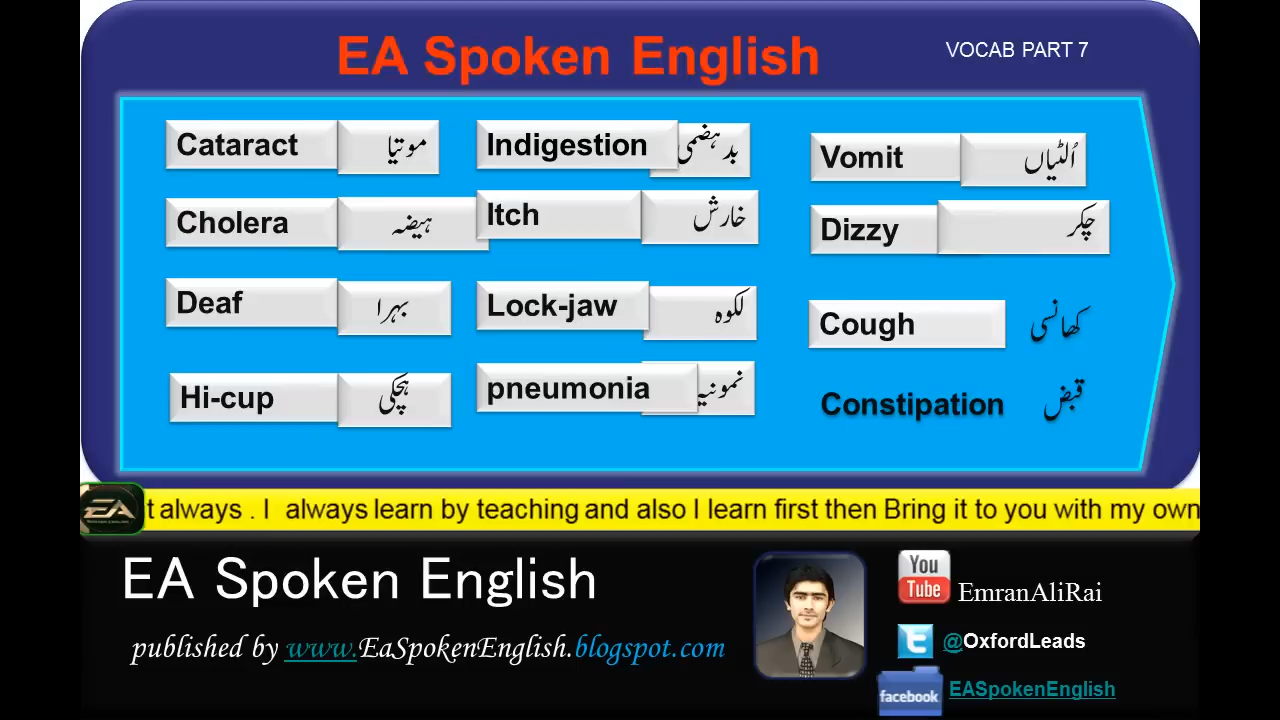 EA Spoken English
VOCAB PART 7
Cataract موتیا
Indigestion بد ہضمی
Vomit اُلٹیاں
Cholera ہیضہ
Itch خارش
Dizzy چکر
Deaf بہرا
Lock-jaw لکوہ
Cough کھانسی
Hi-cup ہچکی
pneumonia نمونیہ
Constipation قبض
EA
t always . I always learn by teaching and also I learn first then Bring it to you with my own
EA Spoken English
published by www.EaSpokenEnglish.blogspot.com
You Tube EmranAliRai
@OxfordLeads
facebook EASpokenEnglish